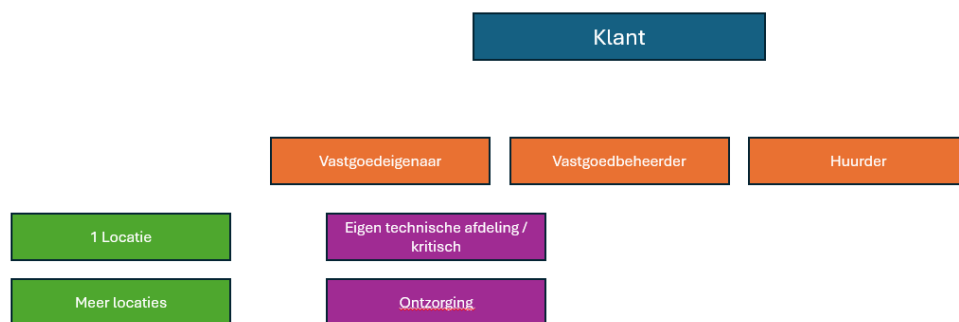 Klant
Vastgoedeigenaar
Vastgoedbeheerder
Huurder
1 Locatie
Eigen technische afdeling /
kritisch
Meer locaties
Ontzorging